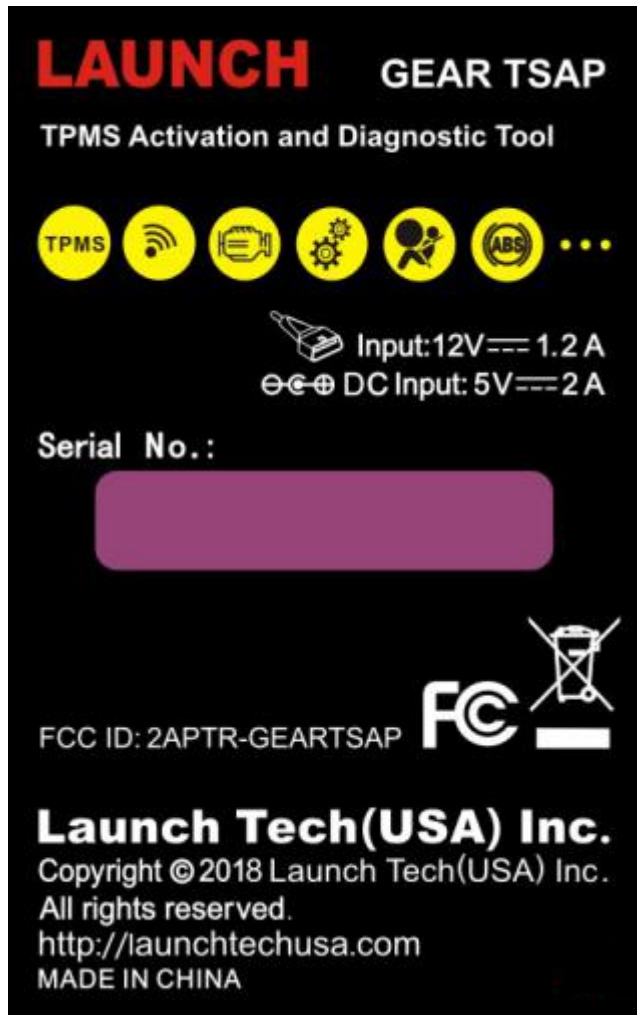 LAUNCH GEAR TSAP
TPMS Activation and Diagnostic Tool
TPMS ABS
Input:12V⎓1.2 A
DC Input: 5V⎓2 A
Serial No.:
FCC ID: 2APTR-GEARTSAP FC
Launch Tech(USA) Inc.
Copyright © 2018 Launch Tech(USA) Inc.
All rights reserved.
http://launchtechusa.com
MADE IN CHINA